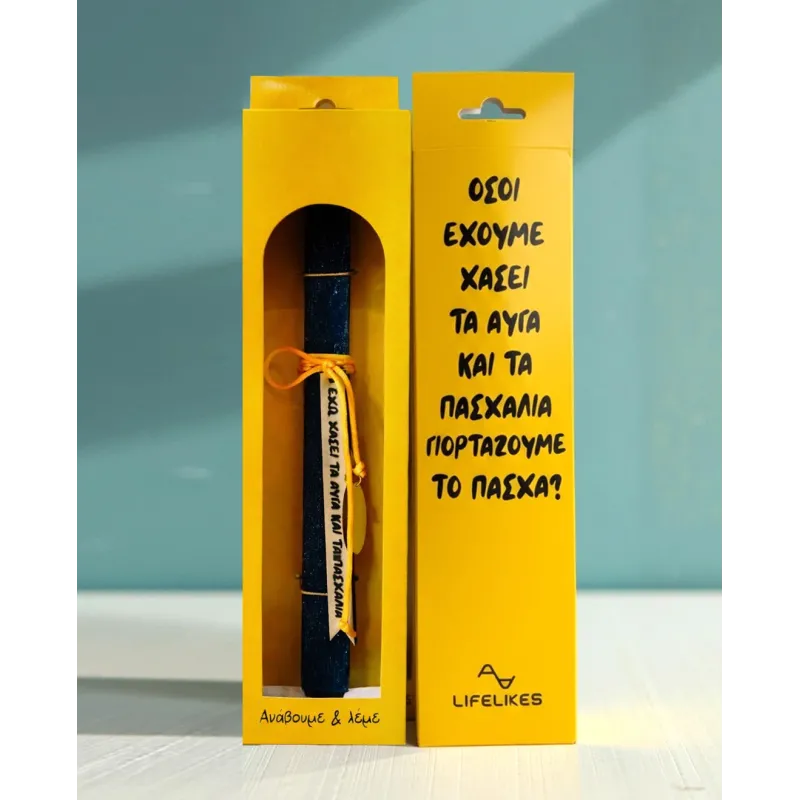 ΕΧΩ ΧΑΣΕΙ ΤΑ ΑΥΓΑ ΚΑΙ ΤΑ ΠΑΣΧΑΛΙΑ
Ανάβουμε & λέμε
ΟΣΟΙ
ΕΧΟΥΜΕ
ΧΑΣΕΙ
ΤΑ ΑΥΓΑ
ΚΑΙ ΤΑ
ΠΑΣΧΑΛΙΑ
ΓΙΟΡΤΑΖΟΥΜΕ
ΤΟ ΠΑΣΧΑ?
LIFELIKES